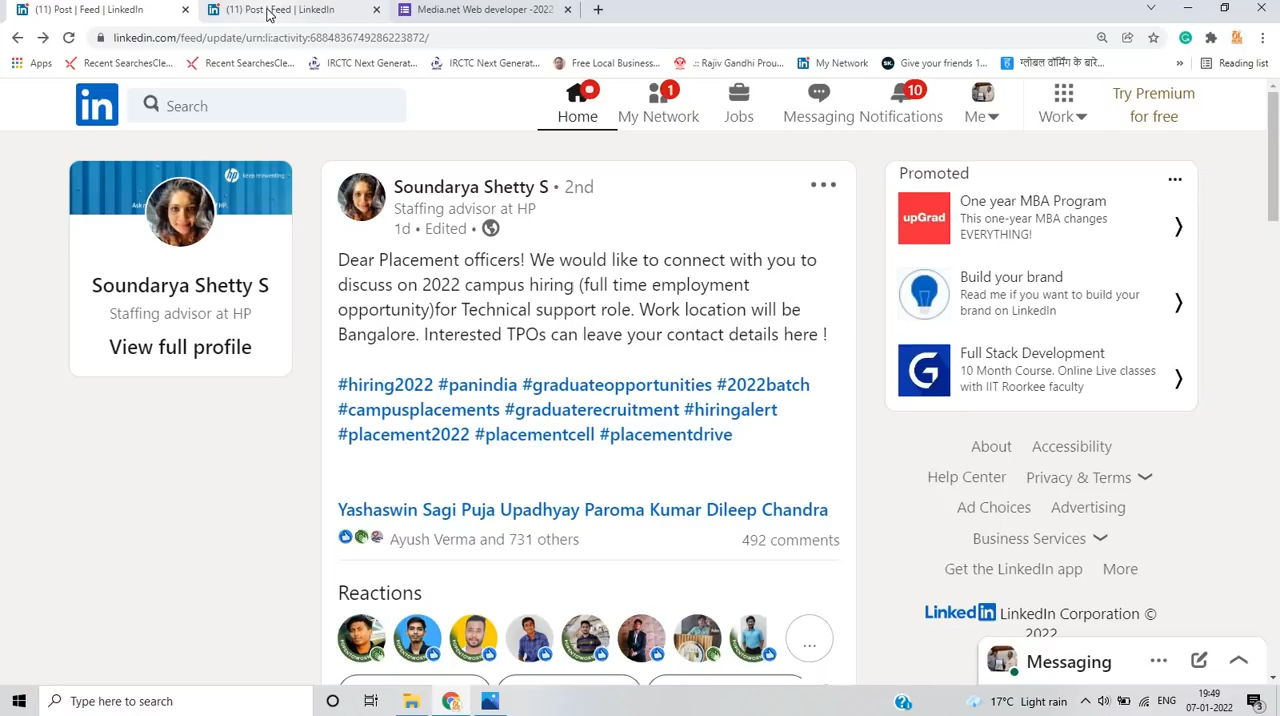 (11) Post | Feed | LinkedIn
(11) Post | Feed | LinkedIn
Media.net Web developer -2022
linkedin.com/feed/update/urn:li:activity:6884836749286223872/
Apps
Recent SearchesCle...
Recent SearchesCle...
IRCTC Next Generat...
IRCTC Next Generat...
Free Local Business...
.:: Rajiv Gandhi Prou...
My Network
Give your friends 1...
ग्लोबल वॉर्मिंग के बारे...
»
Reading list
in
Search
Home
1
My Network
Jobs
Messaging
10
Notifications
Me
Work
Try Premium
for free
hp keep reinventing
Soundarya Shetty S
Staffing advisor at HP
View full profile
Soundarya Shetty S • 2nd
Staffing advisor at HP
1d • Edited •
Dear Placement officers! We would like to connect with you to
discuss on 2022 campus hiring (full time employment
opportunity)for Technical support role. Work location will be
Bangalore. Interested TPOs can leave your contact details here !
#hiring2022 #panindia #graduateopportunities #2022batch
#campusplacements #graduaterecruitment #hiringalert
#placement2022 #placementcell #placementdrive
Yashaswin Sagi Puja Upadhyay Paroma Kumar Dileep Chandra
Ayush Verma and 731 others
492 comments
Reactions
...
Promoted
upGrad
One year MBA Program
This one-year MBA changes
EVERYTHING!
Build your brand
Read me if you want to build your
brand on LinkedIn
G
Full Stack Development
10 Month Course. Online Live classes
with IIT Roorkee faculty
About Accessibility
Help Center Privacy & Terms
Ad Choices Advertising
Business Services
Get the LinkedIn app More
LinkedIn LinkedIn Corporation ©
2022
Messaging
Type here to search
17°C Light rain
ENG
19:49
07-01-2022
3